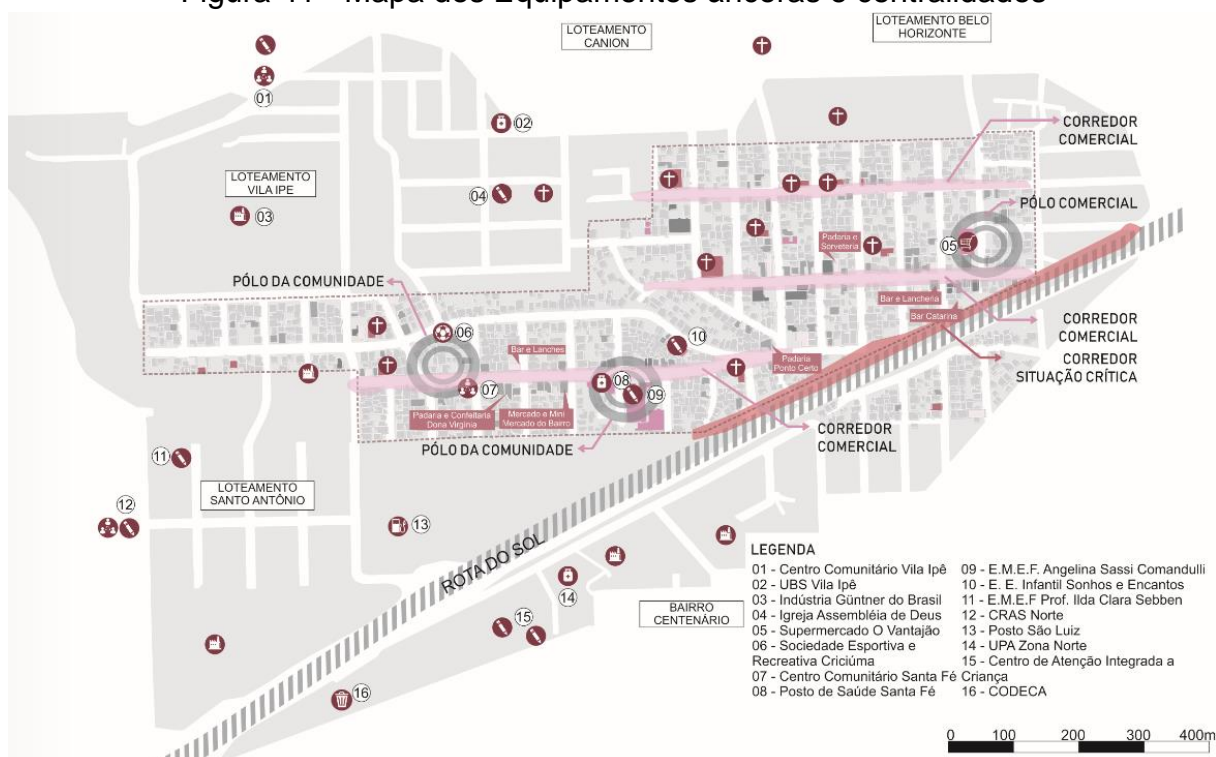 Figura 41 - Mapa dos Equipamentos âncoras e centralidades
LOTEAMENTO
CANION
LOTEAMENTO BELO
HORIZONTE
01
02
CORREDOR
COMERCIAL
LOTEAMENTO
VILA IPE
03
04
PÓLO COMERCIAL
05
Padaria e
Sorveteria
PÓLO DA COMUNIDADE
06
Bar e Lancheria
Bar Catarina
CORREDOR
COMERCIAL
CORREDOR
SITUAÇÃO CRÍTICA
Bar e Lanches
10
Padaria
Ponto Certo
07
08
09
Padaria e Confeitaria
Dona Virginia
Mercado e Mini
Mercado do Bairro
CORREDOR
COMERCIAL
PÓLO DA COMUNIDADE
11
LOTEAMENTO
SANTO ANTÔNIO
12
13
ROTA DO SOL
14
BAIRRO
CENTENÁRIO
15
16
LEGENDA
01 - Centro Comunitário Vila Ipê
02 - UBS Vila Ipê
03 - Indústria Güntner do Brasil
04 - Igreja Assembléia de Deus
05 - Supermercado O Vantajão
06 - Sociedade Esportiva e
Recreativa Criciúma
07 - Centro Comunitário Santa Fé
08 - Posto de Saúde Santa Fé
09 - E.M.E.F. Angelina Sassi Comandulli
10 - E. E. Infantil Sonhos e Encantos
11 - E.M.E.F Prof. Ilda Clara Sebben
12 - CRAS Norte
13 - Posto São Luiz
14 - UPA Zona Norte
15 - Centro de Atenção Integrada a
Criança
16 - CODECA
0 100 200 300 400m